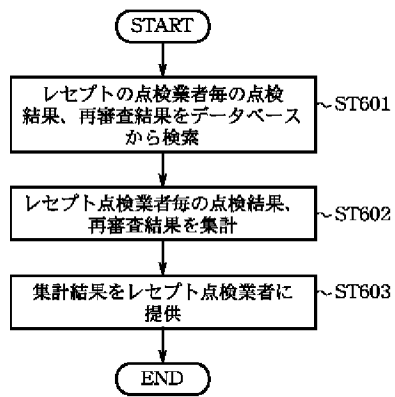 START
レセプトの点検業者毎の点検
結果、再審査結果をデータベース
から検索
ST601
レセプト点検業者毎の点検結果、
再審査結果を集計
ST602
集計結果をレセプト点検業者に
提供
ST603
END